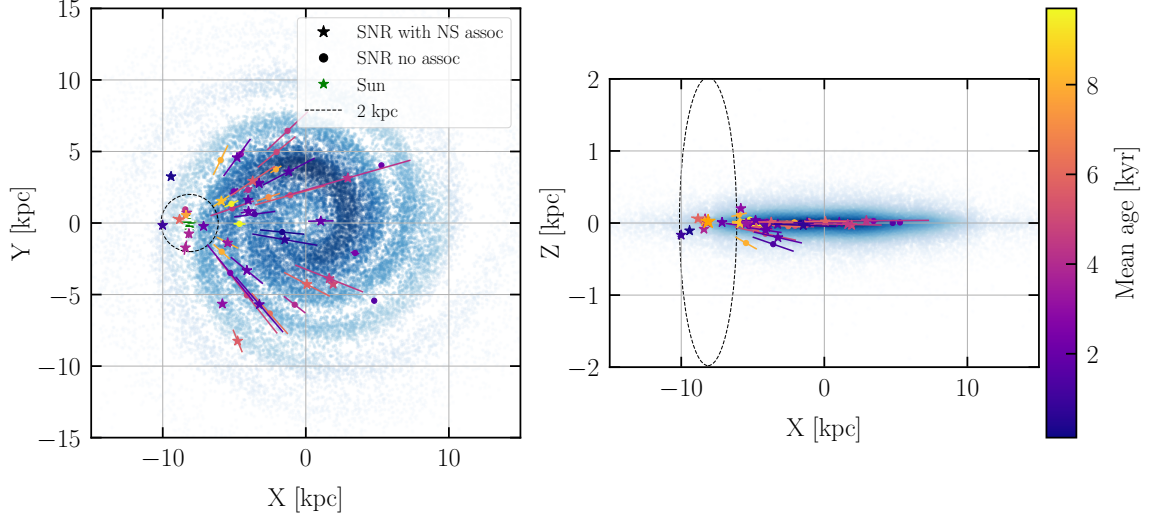 15
10
5
0
−5
−10
−15
Y [kpc]
−10
0
10
X [kpc]
SNR with NS assoc
SNR no assoc
Sun
2 kpc
2
1
0
−1
−2
Z [kpc]
−10
0
10
X [kpc]
8
6
4
2
Mean age [kyr]